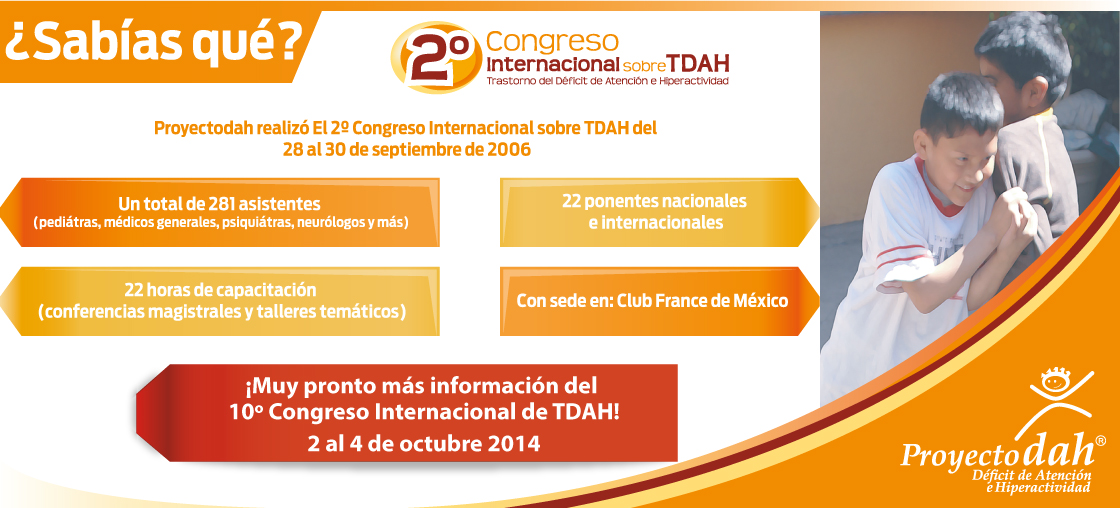 ¿Sabías qué?
2º
Congreso
Internacional sobre TDAH
Trastorno del Déficit de Atención e Hiperactividad
Proyectodah realizó El 2º Congreso Internacional sobre TDAH del
28 al 30 de septiembre de 2006
Un total de 281 asistentes
(pediátras, médicos generales, psiquiátras, neurólogos y más)
22 ponentes nacionales
e internacionales
22 horas de capacitación
(conferencias magistrales y talleres temáticos)
Con sede en: Club France de México
¡Muy pronto más información del
10º Congreso Internacional de TDAH!
2 al 4 de octubre 2014
Proyectodah®
Déficit de Atención
e Hiperactividad